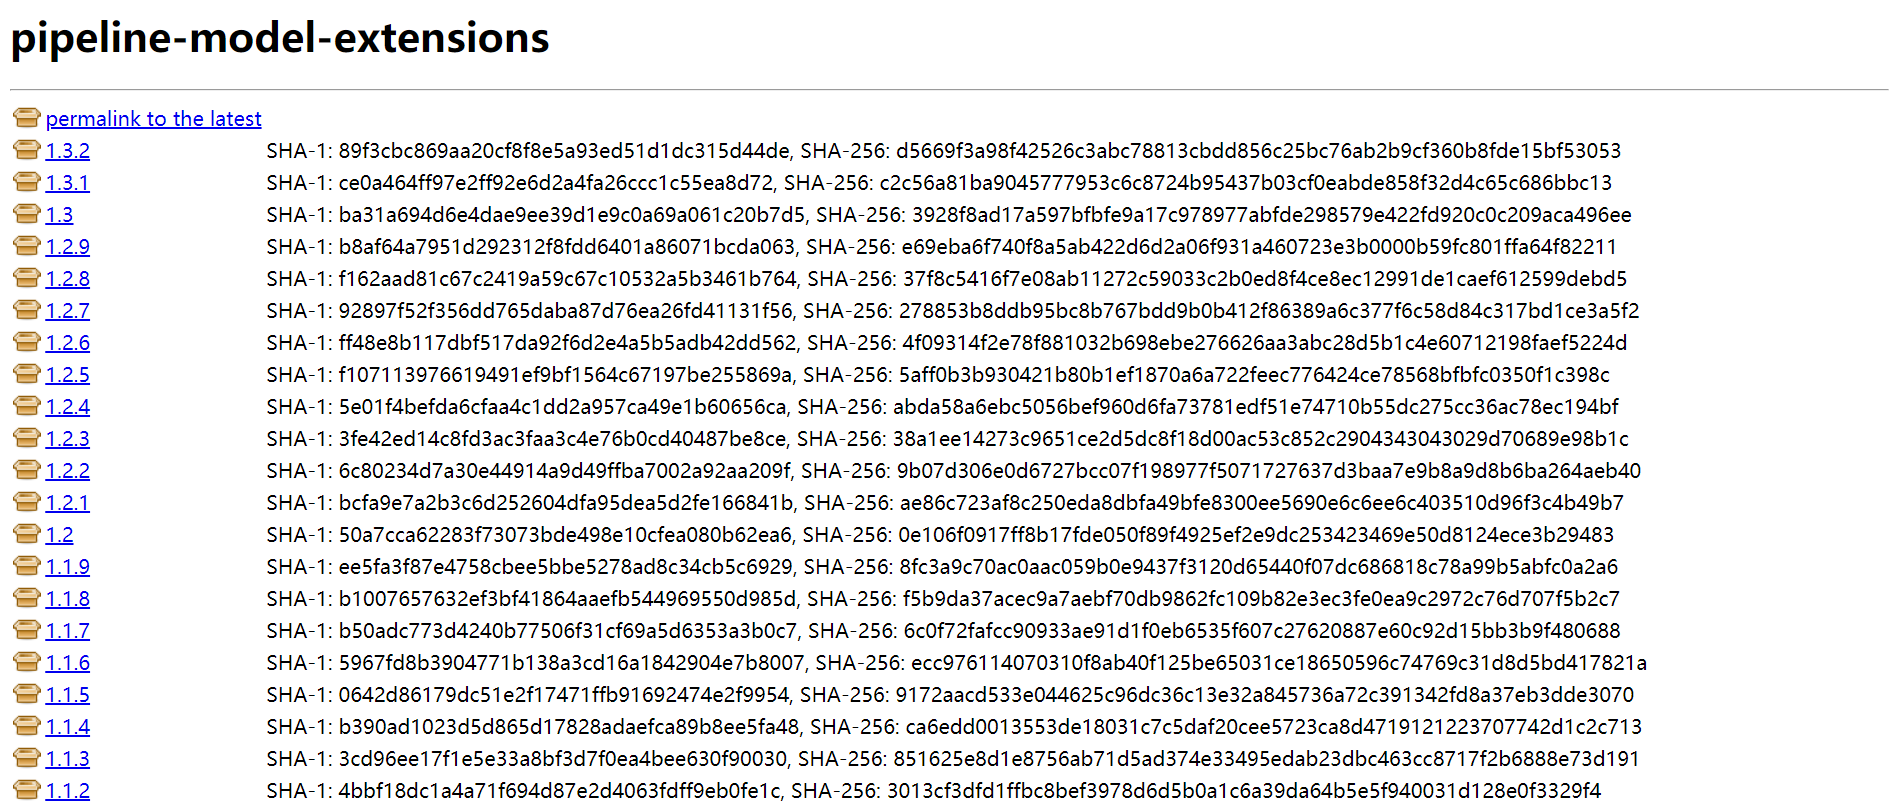 pipeline-model-extensions
permalink to the latest
1.3.2 SHA-1: 89f3cbc869aa20cf8f8e5a93ed51d1dc315d44de, SHA-256: d5669f3a98f42526c3abc78813cbdd856c25bc76ab2b9cf360b8fde15bf53053
1.3.1 SHA-1: ce0a464ff97e2ff92e6d2a4fa26ccc1c55ea8d72, SHA-256: c2c56a81ba9045777953c6c8724b95437b03cf0eabde858f32d4c65c686bbc13
1.3 SHA-1: ba31a694d6e4dae9ee39d1e9c0a69a061c20b7d5, SHA-256: 3928f8ad17a597bfbfe9a17c978977abfde298579e422fd920c0c209aca496ee
1.2.9 SHA-1: b8af64a7951d292312f8fdd6401a86071bcda063, SHA-256: e69eba6f740f8a5ab422d6d2a06f931a460723e3b0000b59fc801ffa64f82211
1.2.8 SHA-1: f162aad81c67c2419a59c67c10532a5b3461b764, SHA-256: 37f8c5416f7e08ab11272c59033c2b0ed8f4ce8ec12991de1caef612599debd5
1.2.7 SHA-1: 92897f52f356dd765daba87d76ea26fd41131f56, SHA-256: 278853b8ddb95bc8b767bdd9b0b412f86389a6c377f6c58d84c317bd1ce3a5f2
1.2.6 SHA-1: ff48e8b117dbf517da92f6d2e4a5b5adb42dd562, SHA-256: 4f09314f2e78f881032b698ebe276626aa3abc28d5b1c4e60712198faef5224d
1.2.5 SHA-1: f107113976619491ef9bf1564c67197be255869a, SHA-256: 5aff0b3b930421b80b1ef1870a6a722feec776424ce78568bfbfc0350f1c398c
1.2.4 SHA-1: 5e01f4befda6cfaa4c1dd2a957ca49e1b60656ca, SHA-256: abda58a6ebc5056bef960d6fa73781edf51e74710b55dc275cc36ac78ec194bf
1.2.3 SHA-1: 3fe42ed14c8fd3ac3faa3c4e76b0cd40487be8ce, SHA-256: 38a1ee14273c9651ce2d5dc8f18d00ac53c852c2904343043029d70689e98b1c
1.2.2 SHA-1: 6c80234d7a30e44914a9d49ffba7002a92aa209f, SHA-256: 9b07d306e0d6727bcc07f198977f5071727637d3baa7e9b8a9d8b6ba264aeb40
1.2.1 SHA-1: bcfa9e7a2b3c6d252604dfa95dea5d2fe166841b, SHA-256: ae86c723af8c250eda8dbfa49bfe8300ee5690e6c6ee6c403510d96f3c4b49b7
1.2 SHA-1: 50a7cca62283f73073bde498e10cfea080b62ea6, SHA-256: 0e106f0917ff8b17fde050f89f4925ef2e9dc253423469e50d8124ece3b29483
1.1.9 SHA-1: ee5fa3f87e4758cbee5bbe5278ad8c34cb5c6929, SHA-256: 8fc3a9c70ac0aac059b0e9437f3120d65440f07dc686818c78a99b5abfc0a2a6
1.1.8 SHA-1: b1007657632ef3bf41864aaefb544969550d985d, SHA-256: f5b9da37acec9a7aebf70db9862fc109b82e3ec3fe0ea9c2972c76d707f5b2c7
1.1.7 SHA-1: b50adc773d4240b77506f31cf69a5d6353a3b0c7, SHA-256: 6c0f72fafcc90933ae91d1f0eb6535f607c27620887e60c92d15bb3b9f480688
1.1.6 SHA-1: 5967fd8b3904771b138a3cd16a1842904e7b8007, SHA-256: ecc976114070310f8ab40f125be65031ce18650596c74769c31d8d5bd417821a
1.1.5 SHA-1: 0642d86179dc51e2f17471ffb91692474e2f9954, SHA-256: 9172aacd533e044625c96dc36c13e32a845736a72c391342fd8a37eb3dde3070
1.1.4 SHA-1: b390ad1023d5d865d17828adaefca89b8ee5fa48, SHA-256: ca6edd0013553de18031c7c5daf20cee5723ca8d4719121223707742d1c2c713
1.1.3 SHA-1: 3cd96ee17f1e5e33a8bf3d7f0ea4bee630f90030, SHA-256: 851625e8d1e8756ab71d5ad374e33495edab23dbc463cc8717f2b6888e73d191
1.1.2 SHA-1: 4bbf18dc1a4a71f694d87e2d4063fdff9eb0fe1c, SHA-256: 3013cf3dfd1ffbc8bef3978d6d5b0a1c6a39da64b5e5f940031d128e0f3329f4